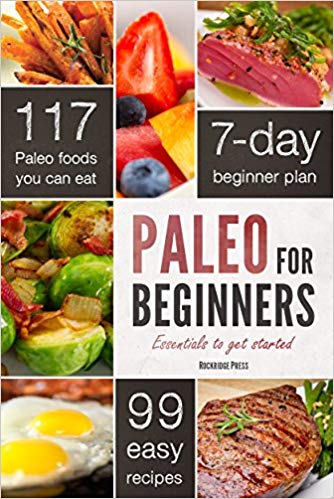 117
Paleo foods
you can eat
7-day
beginner plan
PALEO FOR
BEGINNERS
Essentials to get started
ROCKRIDGE PRESS
99
easy
recipes